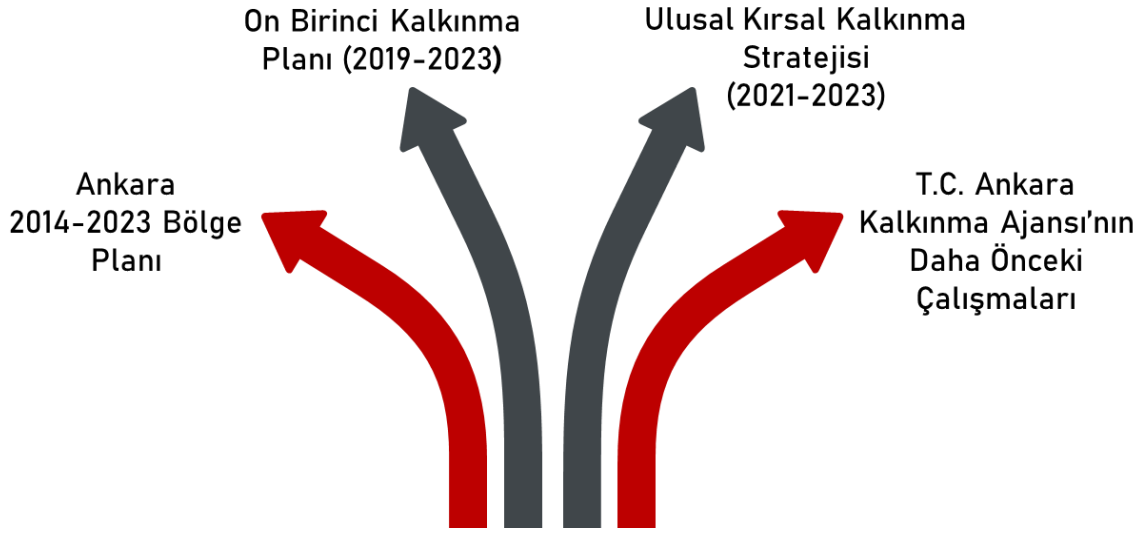 On Birinci Kalkınma
Planı (2019-2023)
Ulusal Kırsal Kalkınma
Stratejisi
(2021-2023)
Ankara
2014-2023 Bölge
Planı
T.C. Ankara
Kalkınma Ajansı'nın
Daha Önceki
Çalışmaları